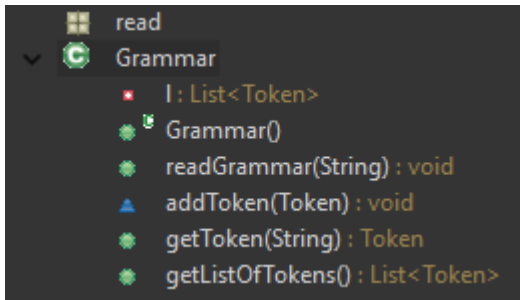 read
Grammar
l : List<Token>
Grammar()
readGrammar(String) : void
addToken(Token) : void
getToken(String) : Token
getListOfTokens() : List<Token>